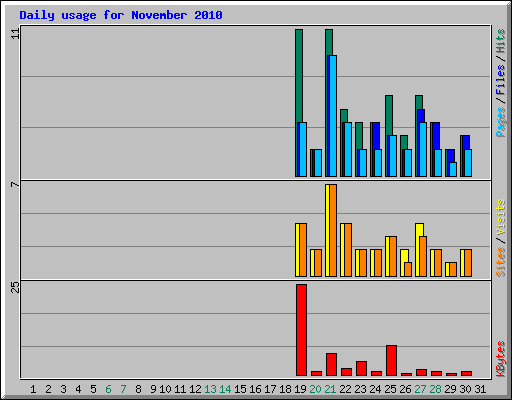 Daily usage for November 2010
11
Pages / Files / Hits
7
Sites / Visits
25
KBytes
1 2 3 4 5 6 7 8 9 10 11 12 13 14 15 16 17 18 19 20 21 22 23 24 25 26 27 28 29 30 31